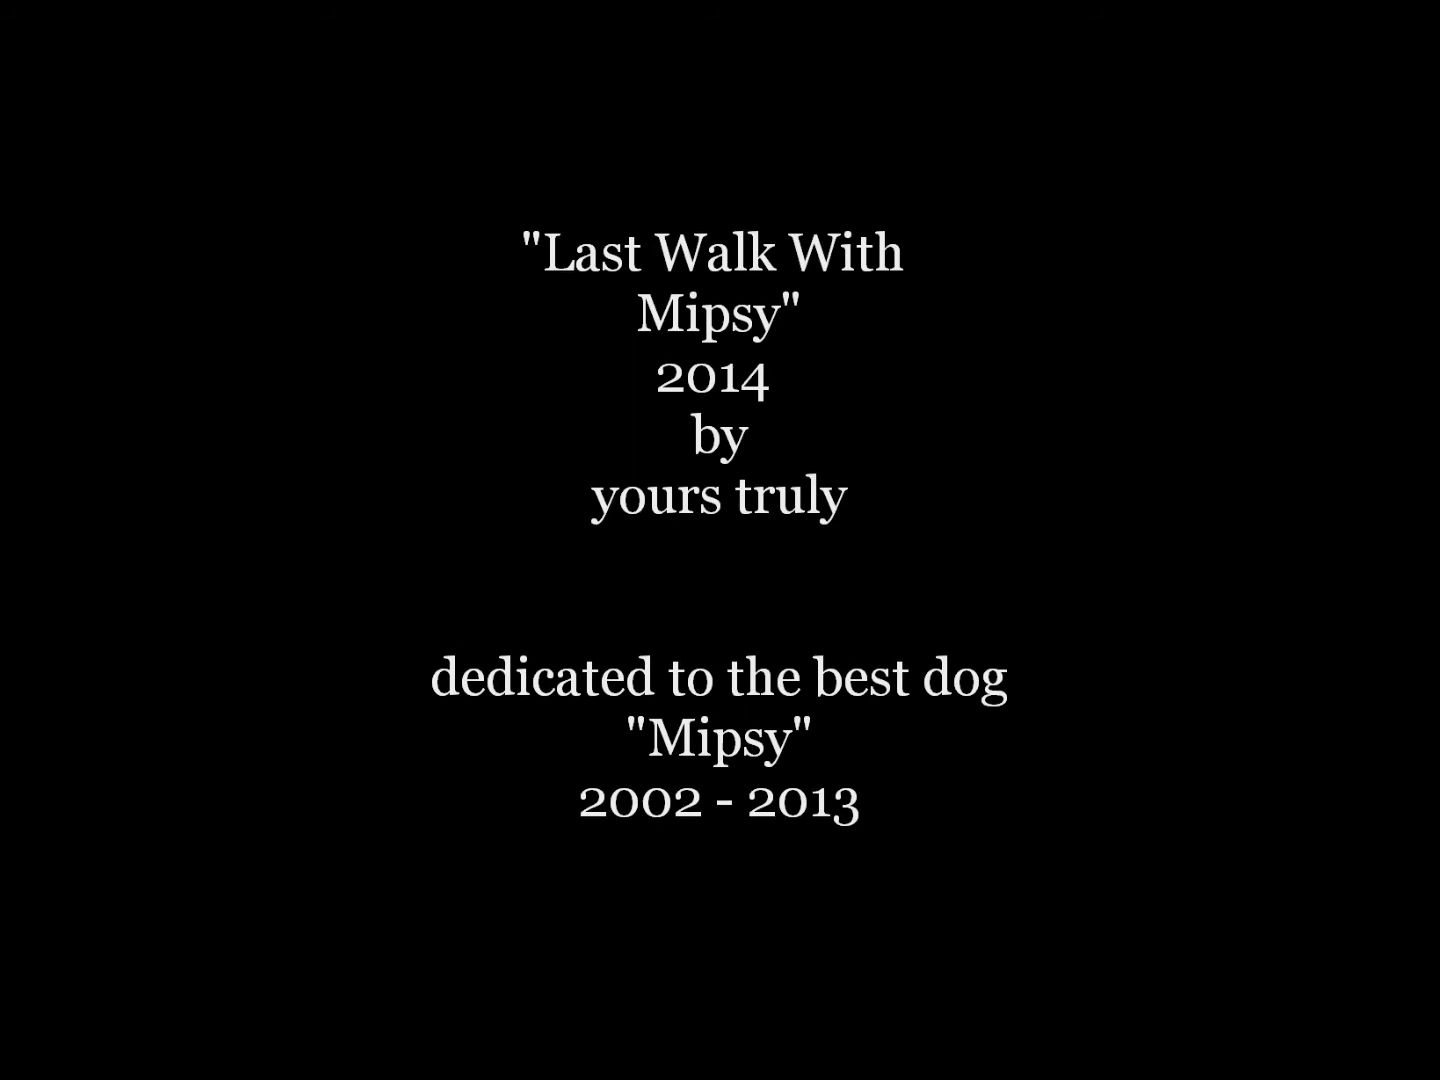 "Last Walk With
Mipsy"
2014
by
yours truly
dedicated to the best dog
"Mipsy"
2002 - 2013